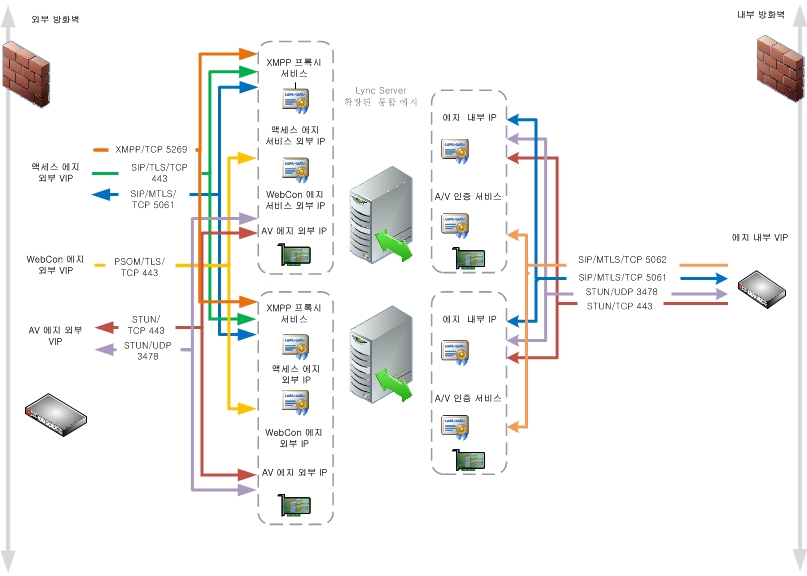 외부 방화벽
내부 방화벽
Lync Server
확장된 통합 에지
XMPP 프록시
서비스
액세스 에지
서비스 외부 IP
WebCon 에지
서비스 외부 IP
AV 에지 외부 IP
에지 내부 IP
A/V 인증 서비스
액세스 에지
외부 VIP
XMPP/TCP 5269
SIP/TLS/TCP
443
SIP/MTLS/
TCP 5061
WebCon 에지
외부 VIP
PSOM/TLS/
TCP 443
AV 에지 외부
VIP
STUN/
TCP 443
STUN/UDP
3478
XMPP 프록시
서비스
액세스 에지
외부 IP
WebCon 에지
외부 IP
AV 에지 외부 IP
에지 내부 IP
A/V 인증 서비스
에지 내부 VIP
SIP/MTLS/TCP 5062
SIP/MTLS/TCP 5061
STUN/UDP 3478
STUN/TCP 443